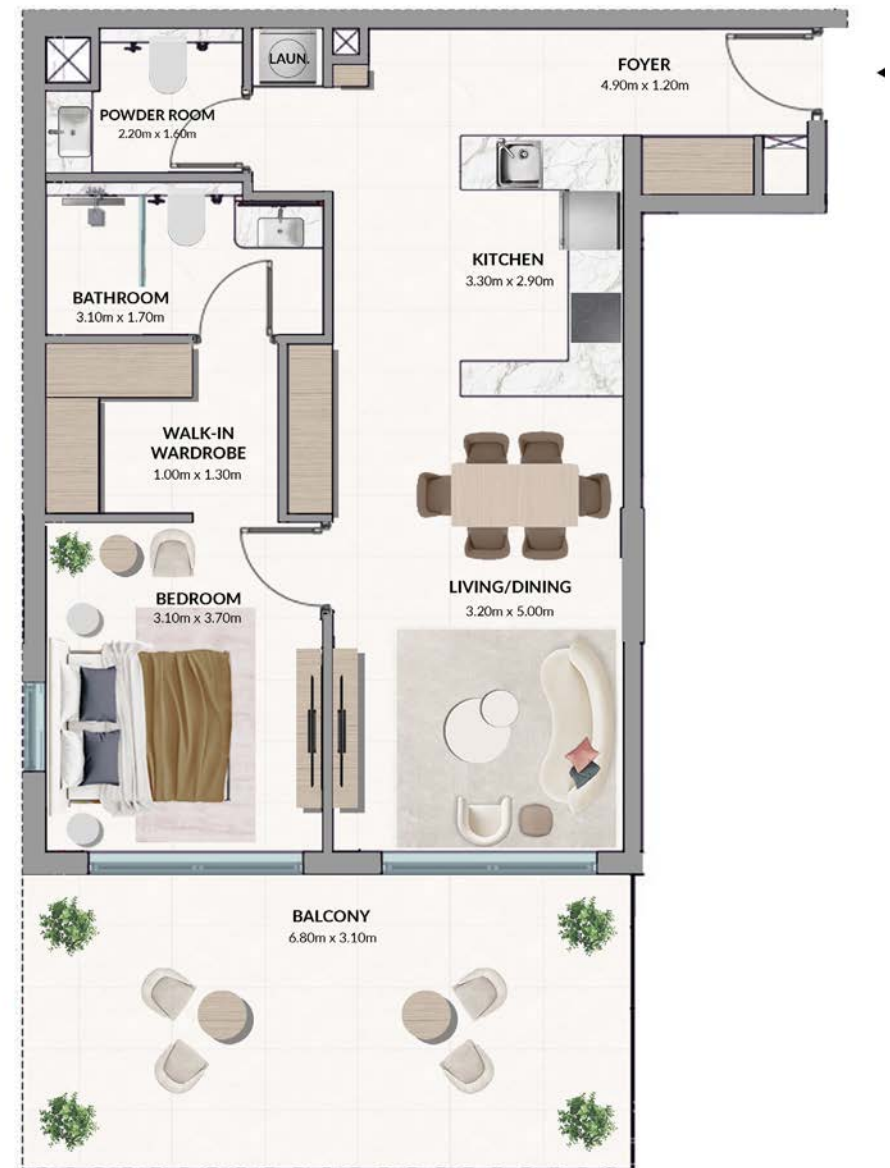 LAUN.
FOYER
4.90m x 1.20m
POWDER ROOM
2.20m x 1.60m
KITCHEN
3.30m x 2.90m
BATHROOM
3.10m x 1.70m
WALK-IN
WARDROBE
1.00m x 1.30m
BEDROOM
3.10m x 3.70m
LIVING/DINING
3.20m x 5.00m
BALCONY
6.80m x 3.10m